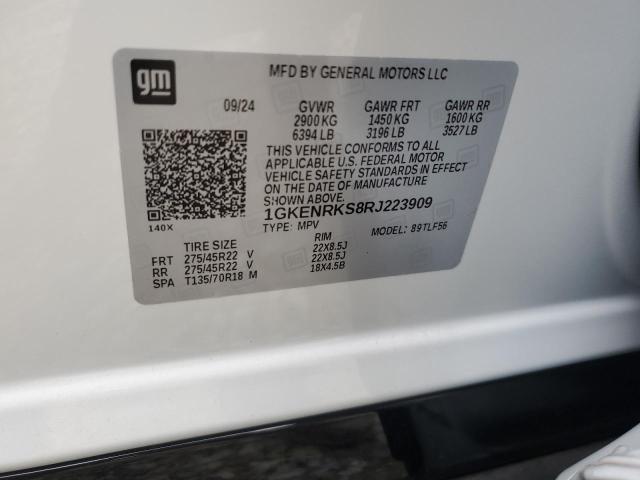 gm
MFD BY GENERAL MOTORS LLC
09/24 GVWR GAWR FRT GAWR RR
2900 KG 1450 KG 1600 KG
6394 LB 3196 LB 3527 LB
THIS VEHICLE CONFORMS TO ALL
APPLICABLE U.S. FEDERAL MOTOR
VEHICLE SAFETY STANDARDS IN EFFECT
ON THE DATE OF MANUFACTURE
SHOWN ABOVE.
1GKENRKS8RJ223909
140X TYPE: MPV MODEL: 89TLF56
TIRE SIZE RIM
FRT 275/45R22 V 22X8.5J
RR 275/45R22 V 22X8.5J
SPA T135/70R18 M 18X4.5B